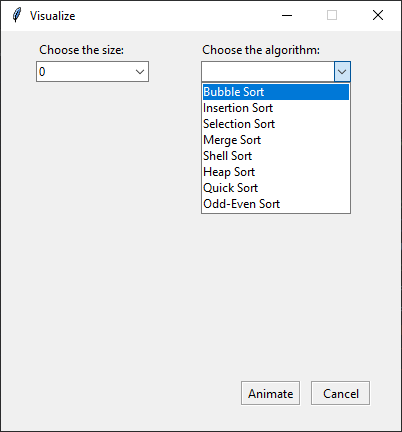 Visualize
Choose the size: Choose the algorithm:
0
Bubble Sort
Insertion Sort
Selection Sort
Merge Sort
Shell Sort
Heap Sort
Quick Sort
Odd-Even Sort
Animate Cancel